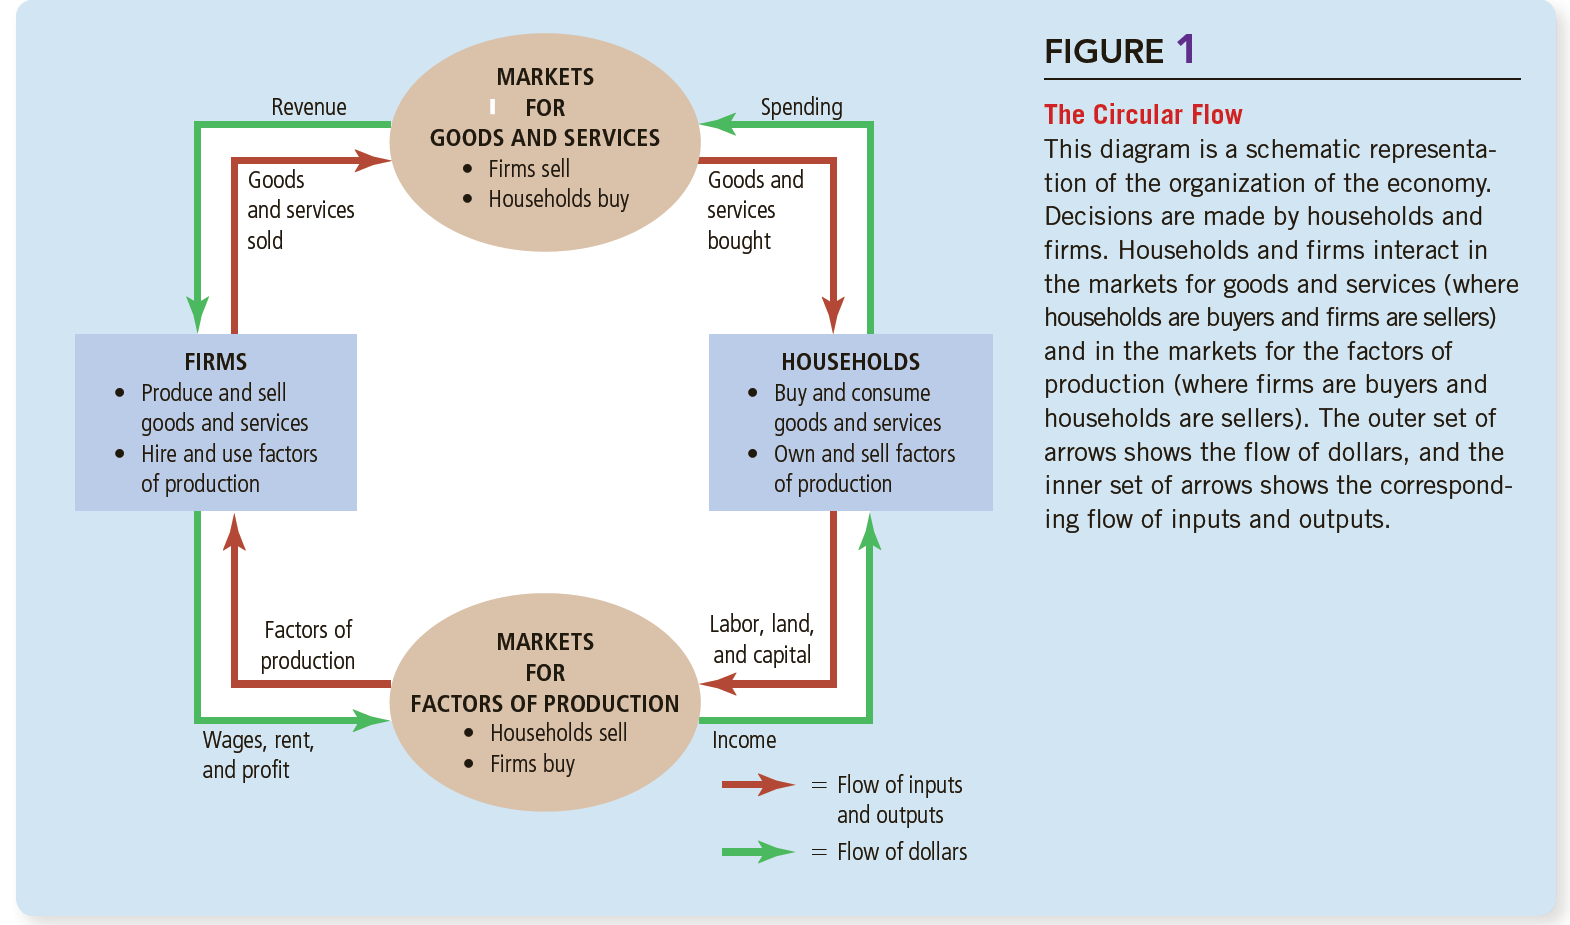 MARKETS
FOR
GOODS AND SERVICES
• Firms sell
• Households buy
Revenue
Spending
Goods
and services
sold
Goods and
services
bought
FIRMS
• Produce and sell
goods and services
• Hire and use factors
of production
HOUSEHOLDS
• Buy and consume
goods and services
• Own and sell factors
of production
Factors of
production
Labor, land,
and capital
MARKETS
FOR
FACTORS OF PRODUCTION
• Households sell
• Firms buy
Wages, rent,
and profit
Income
= Flow of inputs
and outputs
= Flow of dollars
FIGURE 1
The Circular Flow
This diagram is a schematic representa-
tion of the organization of the economy.
Decisions are made by households and
firms. Households and firms interact in
the markets for goods and services (where
households are buyers and firms are sellers)
and in the markets for the factors of
production (where firms are buyers and
households are sellers). The outer set of
arrows shows the flow of dollars, and the
inner set of arrows shows the correspond-
ing flow of inputs and outputs.